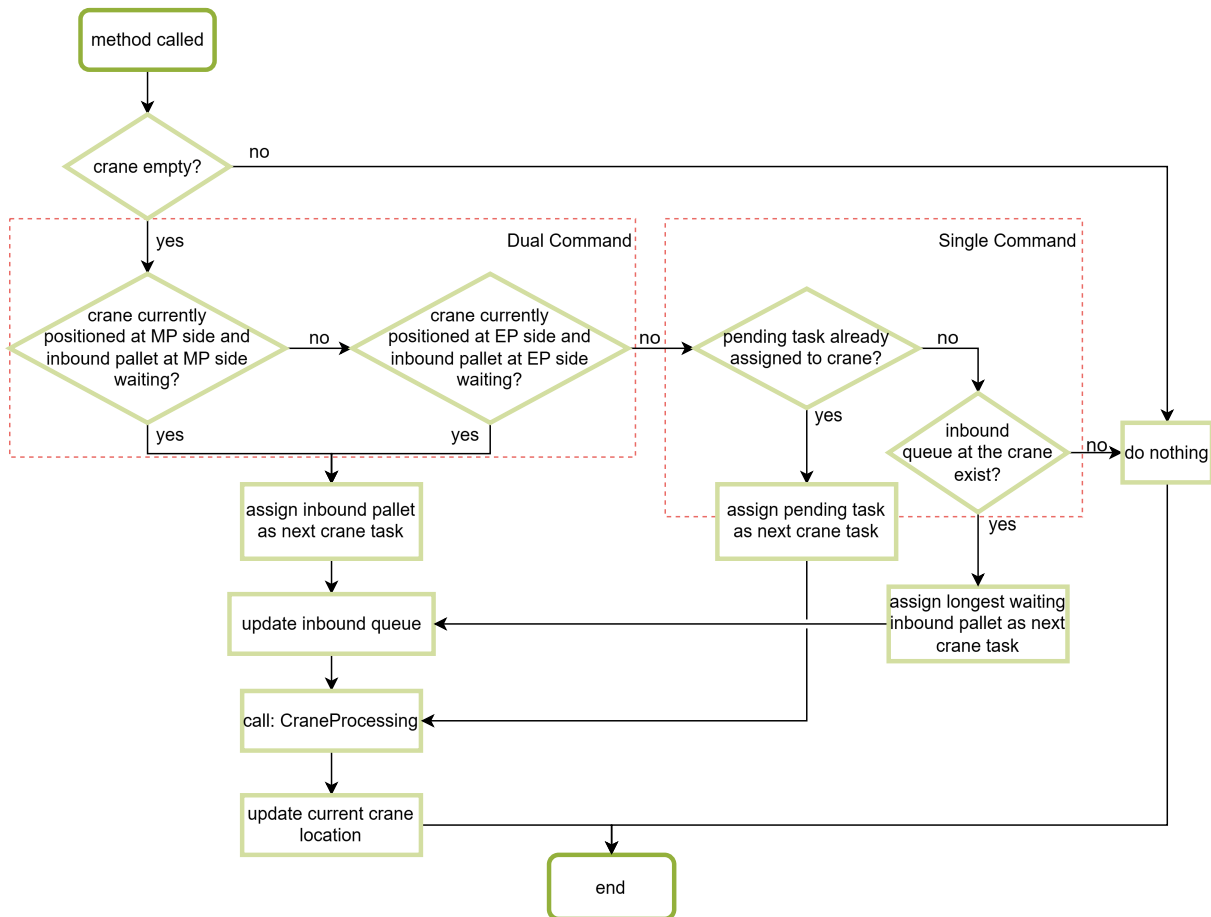 method called
crane empty?
no
yes
Dual Command
Single Command
crane currently
positioned at MP side and
inbound pallet at MP side
waiting?
no
crane currently
positioned at EP side and
inbound pallet at EP side
waiting?
no
pending task already
assigned to crane?
no
yes
yes
yes
inbound
queue at the crane
exist?
no
do nothing
assign inbound pallet
as next crane task
assign pending task
as next crane task
yes
update inbound queue
assign longest waiting
inbound pallet as next
crane task
call: CraneProcessing
update current crane
location
end